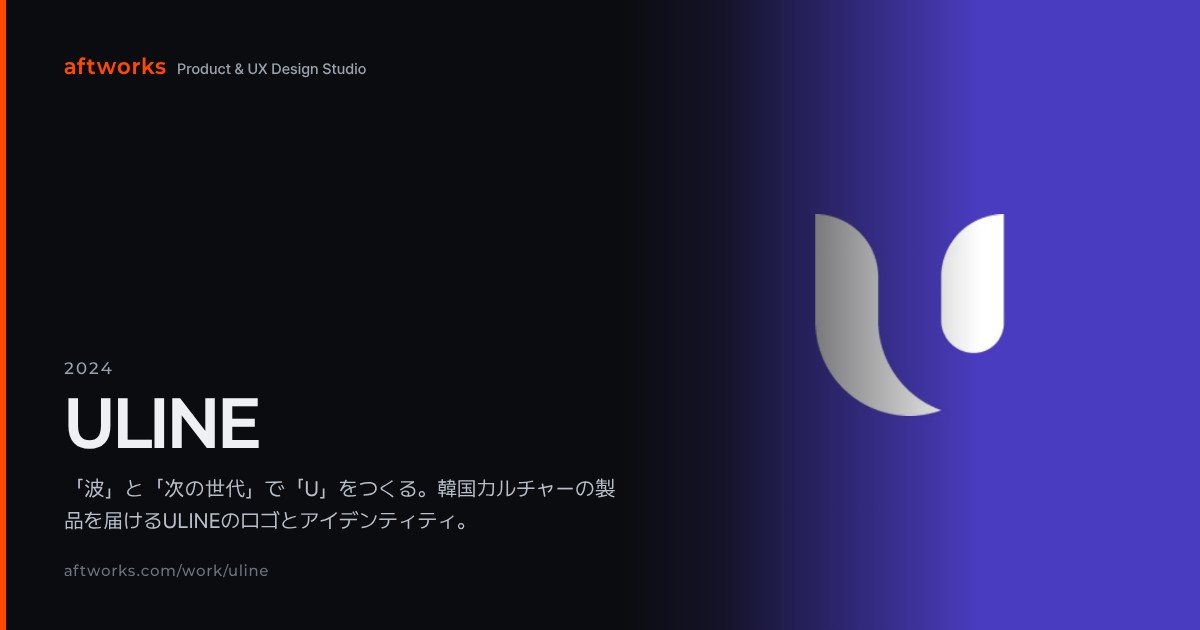 aftworks Product & UX Design Studio
2024
ULINE
「波」と「次の世代」で「U」をつくる。韓国カルチャーの製
品を届けるULINEのロゴとアイデンティティ。
aftworks.com/work/uline